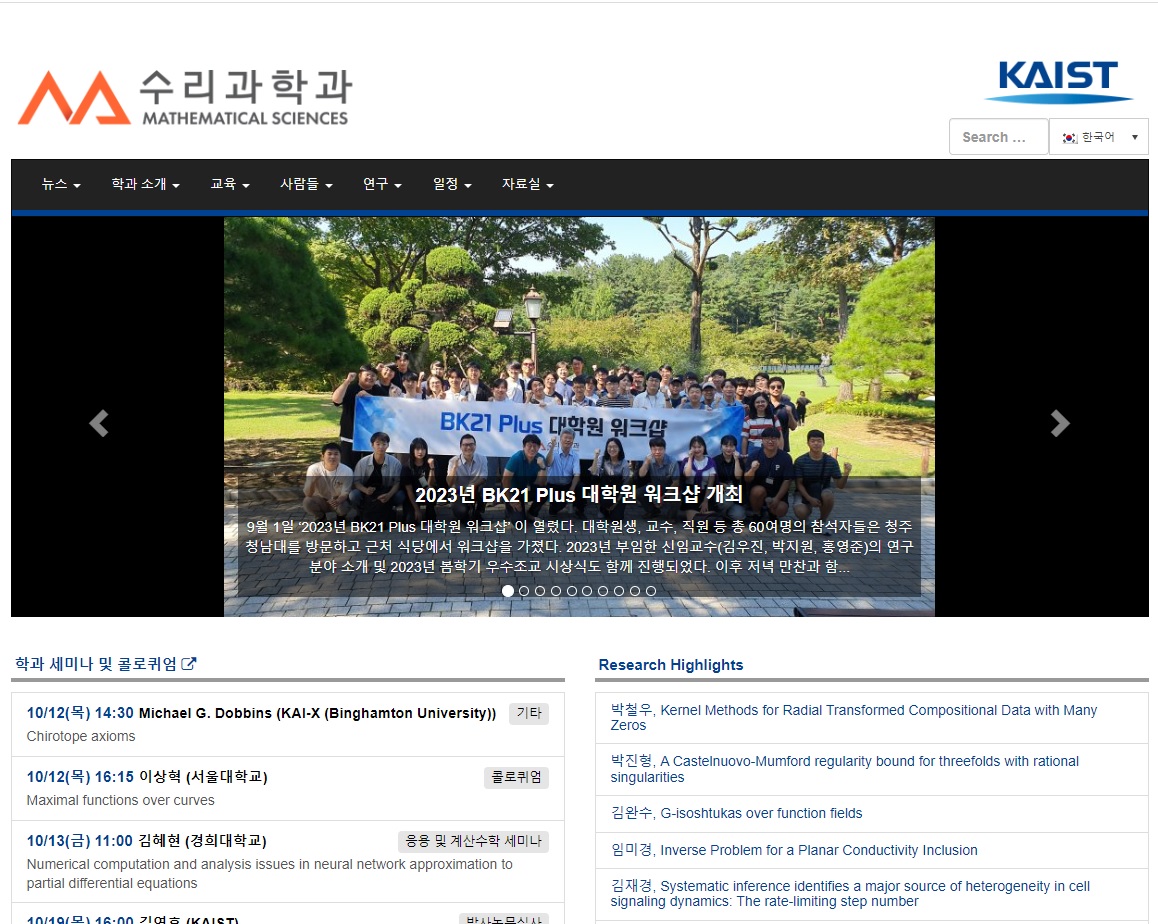 수리과학과
MATHEMATICAL SCIENCES
KAIST
Search ...
한국어
뉴스 학과 소개 교육 사람들 연구 일정 자료실
BK21 Plus 대학원 워크샵
2023년 BK21 Plus 대학원 워크샵 개최
9월 1일 '2023년 BK21 Plus 대학원 워크샵' 이 열렸다. 대학원생, 교수, 직원 등 총 60여명의 참석자들은 청주
청남대를 방문하고 근처 식당에서 워크샵을 가졌다. 2023년 부임한 신임교수(김우진, 박지원, 홍영준)의 연구
분야 소개 및 2023년 봄학기 우수조교 시상식도 함께 진행되었다. 이후 저녁 만찬과 함...
학과 세미나 및 콜로퀴엄
10/12(목) 14:30 Michael G. Dobbins (KAI-X (Binghamton University)) 기타
Chirotope axioms
10/12(목) 16:15 이상혁 (서울대학교) 콜로퀴엄
Maximal functions over curves
10/13(금) 11:00 김혜현 (경희대학교) 응용 및 계산수학 세미나
Numerical computation and analysis issues in neural network approximation to
partial differential equations
10/19(목) 16:00 김연호 (KAIST) 박사논문심사
Research Highlights
박철우, Kernel Methods for Radial Transformed Compositional Data with Many
Zeros
박진형, A Castelnuovo-Mumford regularity bound for threefolds with rational
singularities
김완수, G-isoshtukas over function fields
임미경, Inverse Problem for a Planar Conductivity Inclusion
김재경, Systematic inference identifies a major source of heterogeneity in cell
signaling dynamics: The rate-limiting step number